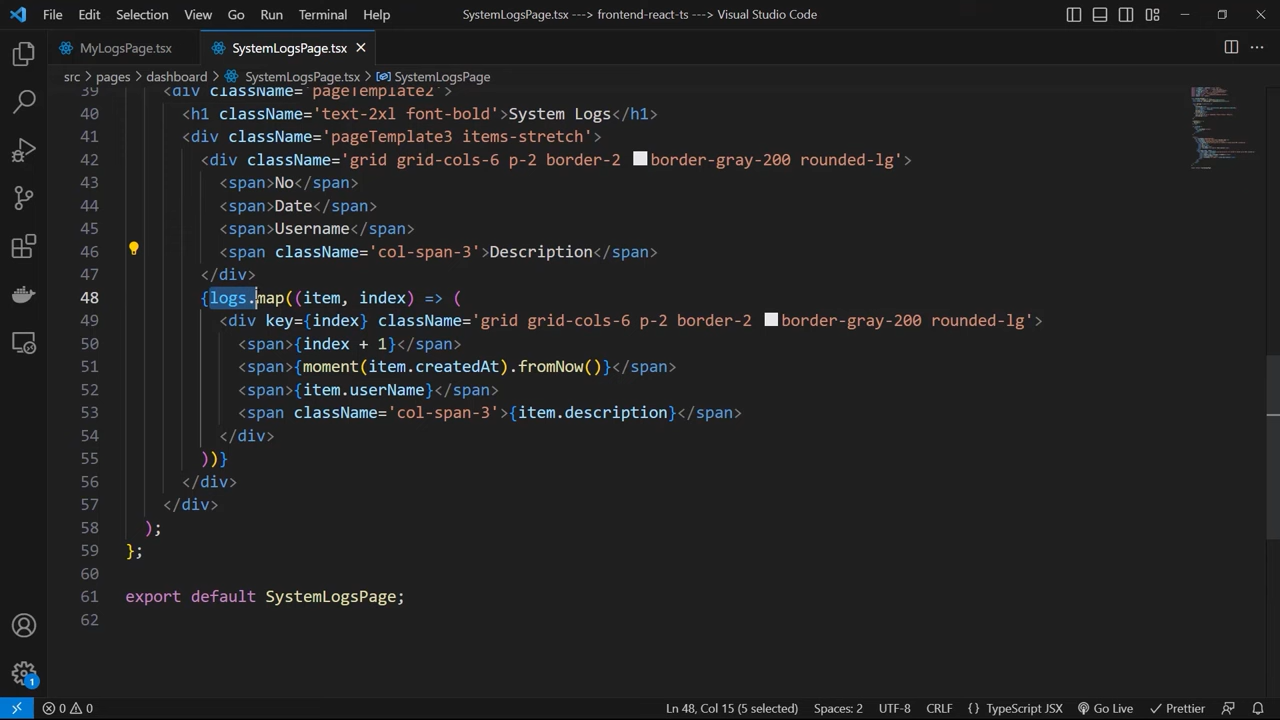 File Edit Selection View Go Run Terminal Help SystemLogsPage.tsx ---> frontend-react-ts ---> Visual Studio Code
MyLogsPage.tsx SystemLogsPage.tsx
src > pages > dashboard > SystemLogsPage.tsx > SystemLogsPage
39 <div className='pageTemplate2'>
40 <h1 className='text-2xl font-bold'>System Logs</h1>
41 <div className='pageTemplate3 items-stretch'>
42 <div className='grid grid-cols-6 p-2 border-2 border-gray-200 rounded-lg'>
43 <span>No</span>
44 <span>Date</span>
45 <span>Username</span>
46 <span className='col-span-3'>Description</span>
47 </div>
48 {logs.map((item, index) => (
49 <div key={index} className='grid grid-cols-6 p-2 border-2 border-gray-200 rounded-lg'>
50 <span>{index + 1}</span>
51 <span>{moment(item.createdAt).fromNow()}</span>
52 <span>{item.userName}</span>
53 <span className='col-span-3'>{item.description}</span>
54 </div>
55 ))}
56 </div>
57 </div>
58 );
59 };
60
61 export default SystemLogsPage;
62
1
0 0 Ln 48, Col 15 (5 selected) Spaces: 2 UTF-8 CRLF {} TypeScript JSX Go Live Prettier